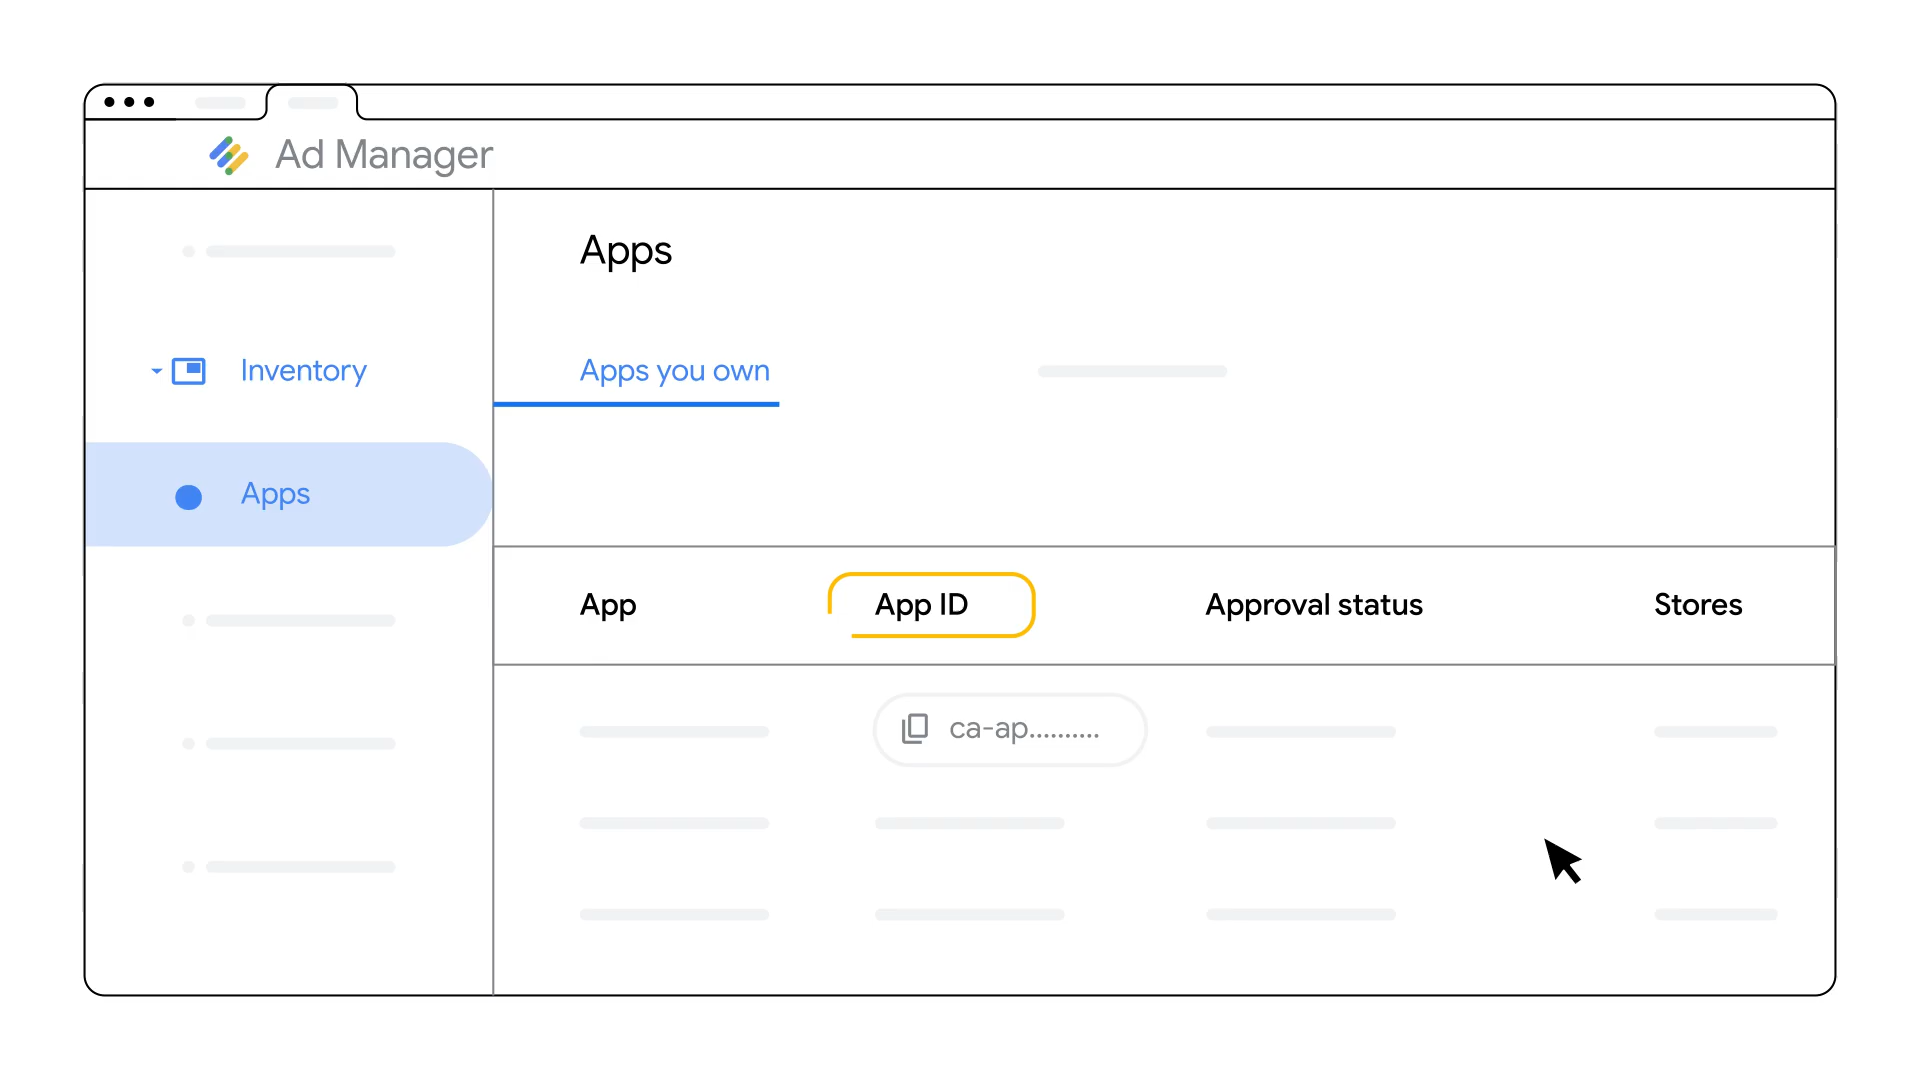 Ad Manager
Apps
Inventory
Apps you own
Apps
App App ID Approval status Stores
ca-ap..........